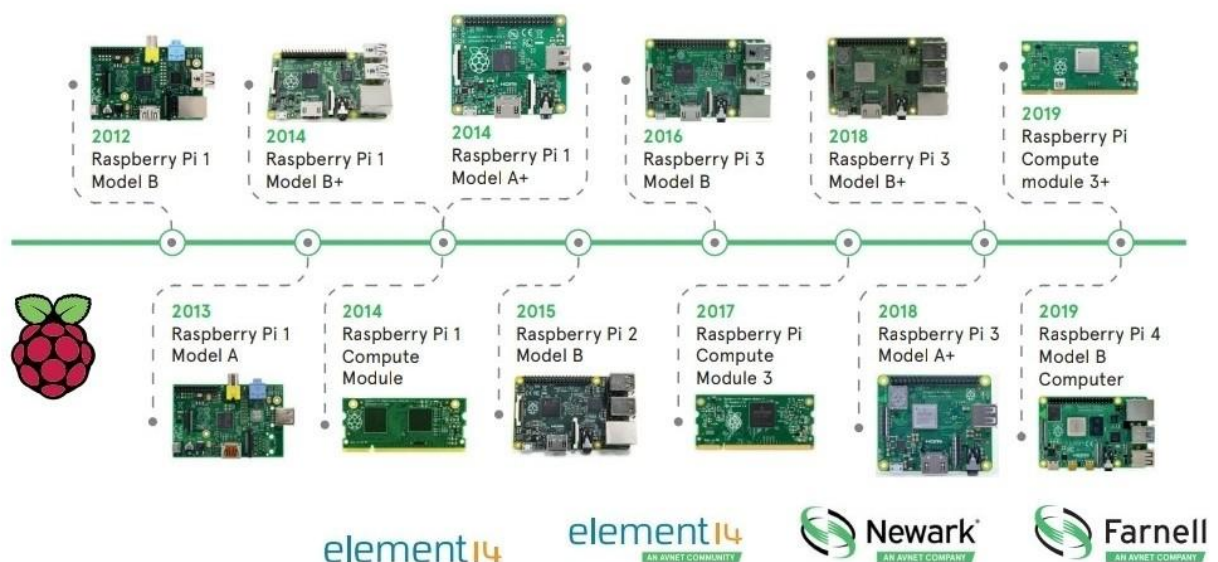 2012
Raspberry Pi 1
Model B
2014
Raspberry Pi 1
Model B+
2014
Raspberry Pi 1
Model A+
2016
Raspberry Pi 3
Model B
2018
Raspberry Pi 3
Model B+
2019
Raspberry Pi
Compute
module 3+
2013
Raspberry Pi 1
Model A
2014
Raspberry Pi 1
Compute
Module
2015
Raspberry Pi 2
Model B
2017
Raspberry Pi
Compute
Module 3
2018
Raspberry Pi 3
Model A+
2019
Raspberry Pi 4
Model B
Computer
element14
element14
AN AVNET COMMUNITY
Newark
AN AVNET COMPANY
Farnell
AN AVNET COMPANY